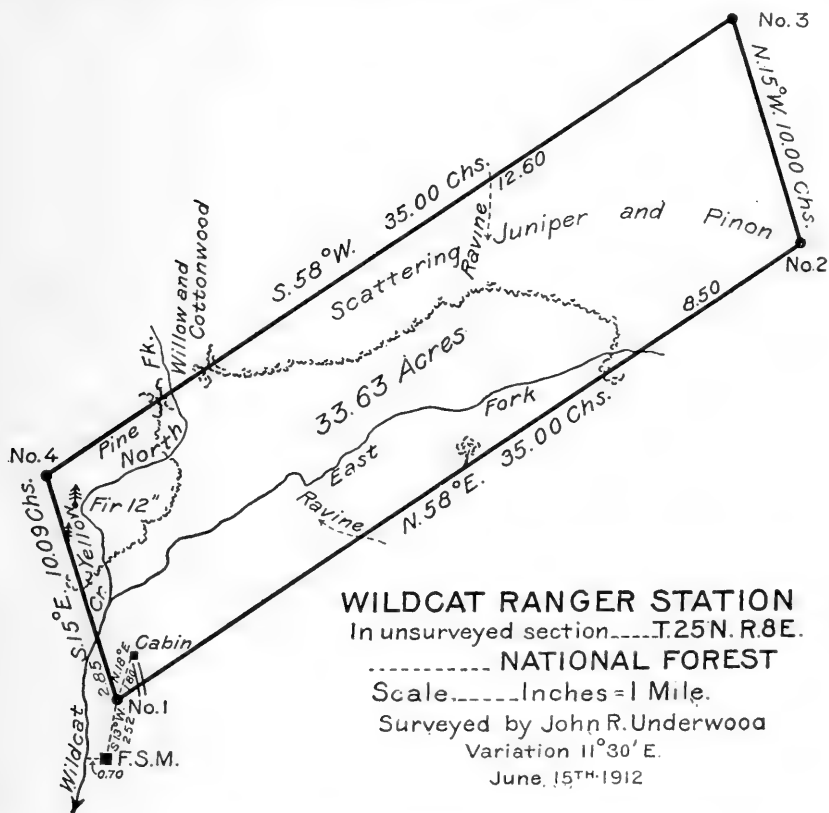 No. 3
N. 15° W. 10.00 Chs.
No. 2
12.60
35.00 Chs.
S. 58° W.
Ravine
Scattering Juniper and Pinon
8.50
Willow and
Cottonwood
33.63 Acres
Pine
North Fk.
No. 4
Fir 12"
Yellow
Cr.
East Fork
Ravine
N. 58° E. 35.00 Chs.
S. 15° E. 10.09 Chs.
2.85
N. 18° E
Cabin
No. 1
S 13° W
2.52
F.S.M.
0.70
Wildcat
WILDCAT RANGER STATION
In unsurveyed section.....T. 25 N. R. 8 E.
............ NATIONAL FOREST
Scale......Inches = 1 Mile.
Surveyed by John R. Underwood
Variation 11° 30' E.
June, 15TH. 1912